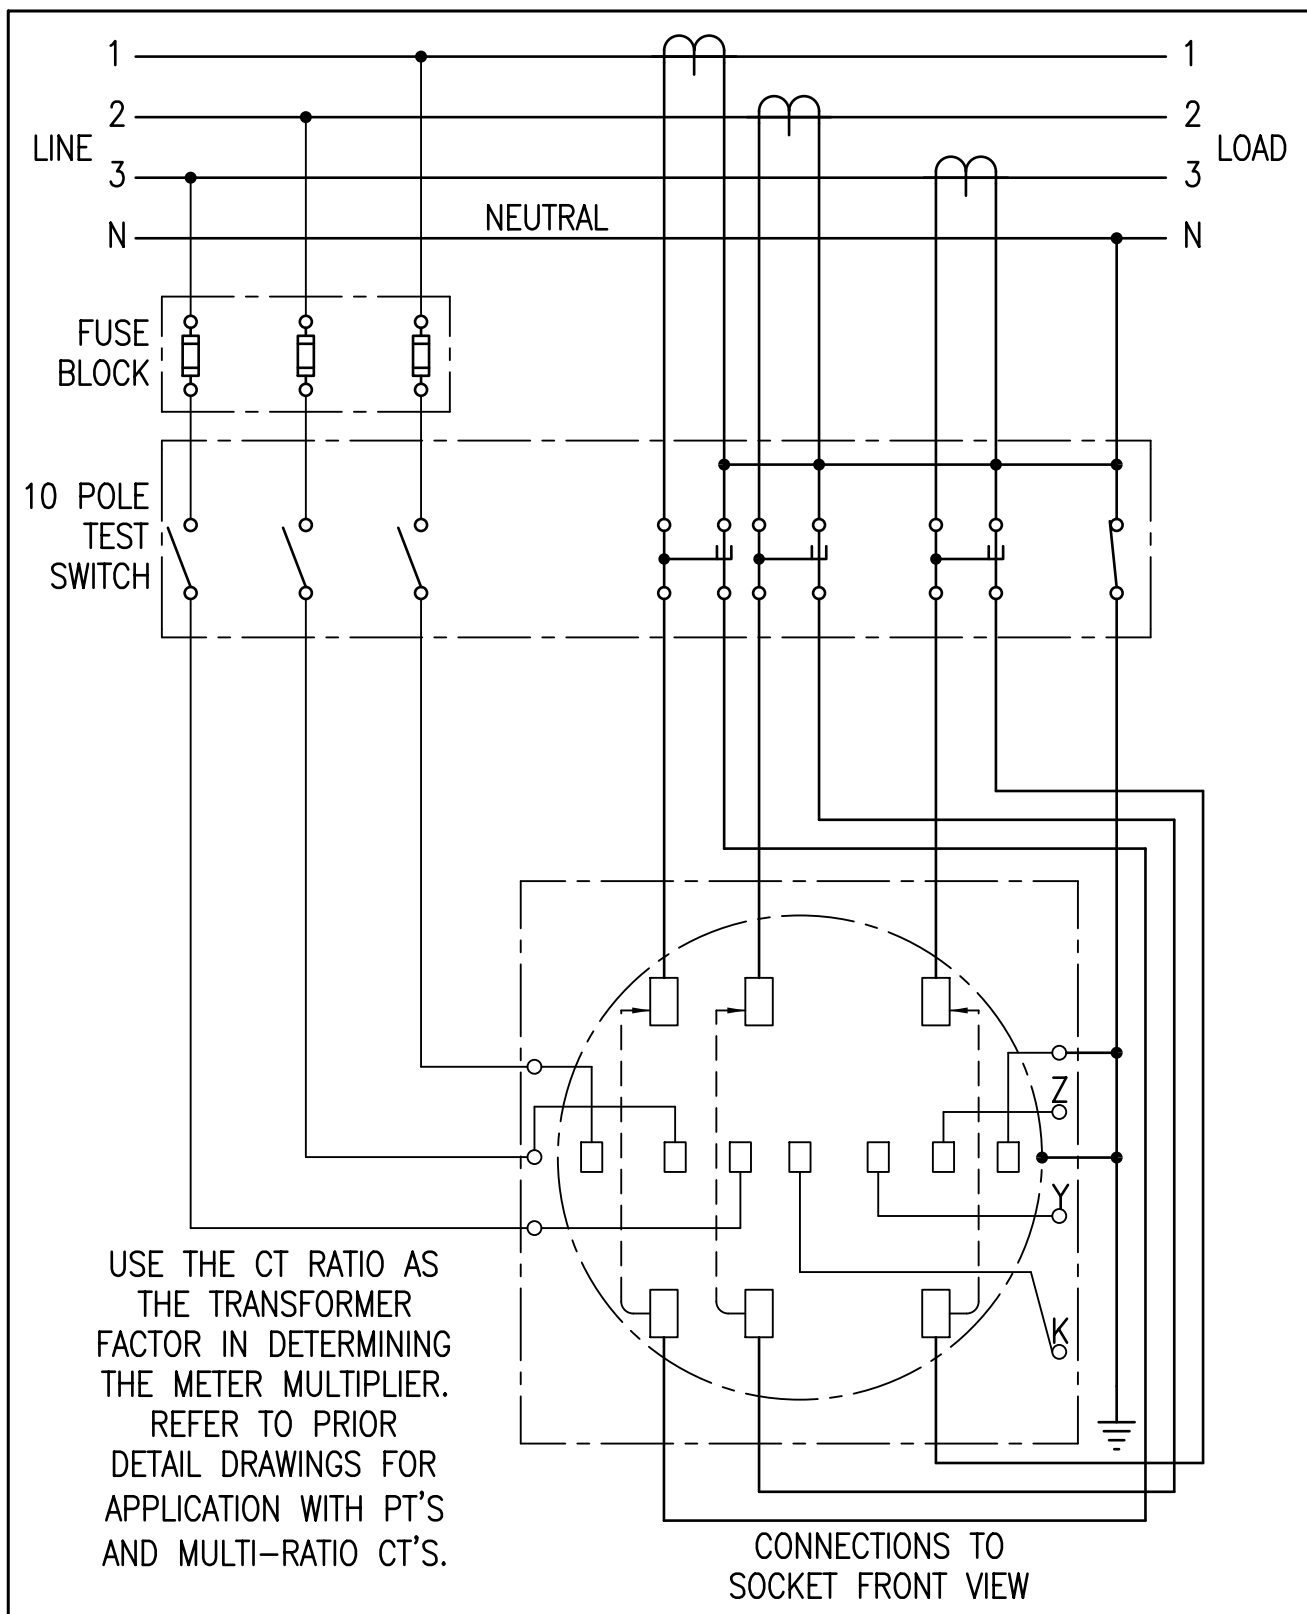 1
1
2
2
LINE
LOAD
3
3
NEUTRAL
N
N
FUSE
BLOCK
10 POLE
TEST
SWITCH
Z
Y
K
USE THE CT RATIO AS
THE TRANSFORMER
FACTOR IN DETERMINING
THE METER MULTIPLIER.
REFER TO PRIOR
DETAIL DRAWINGS FOR
APPLICATION WITH PT'S
AND MULTI-RATIO CT'S.
CONNECTIONS TO
SOCKET FRONT VIEW